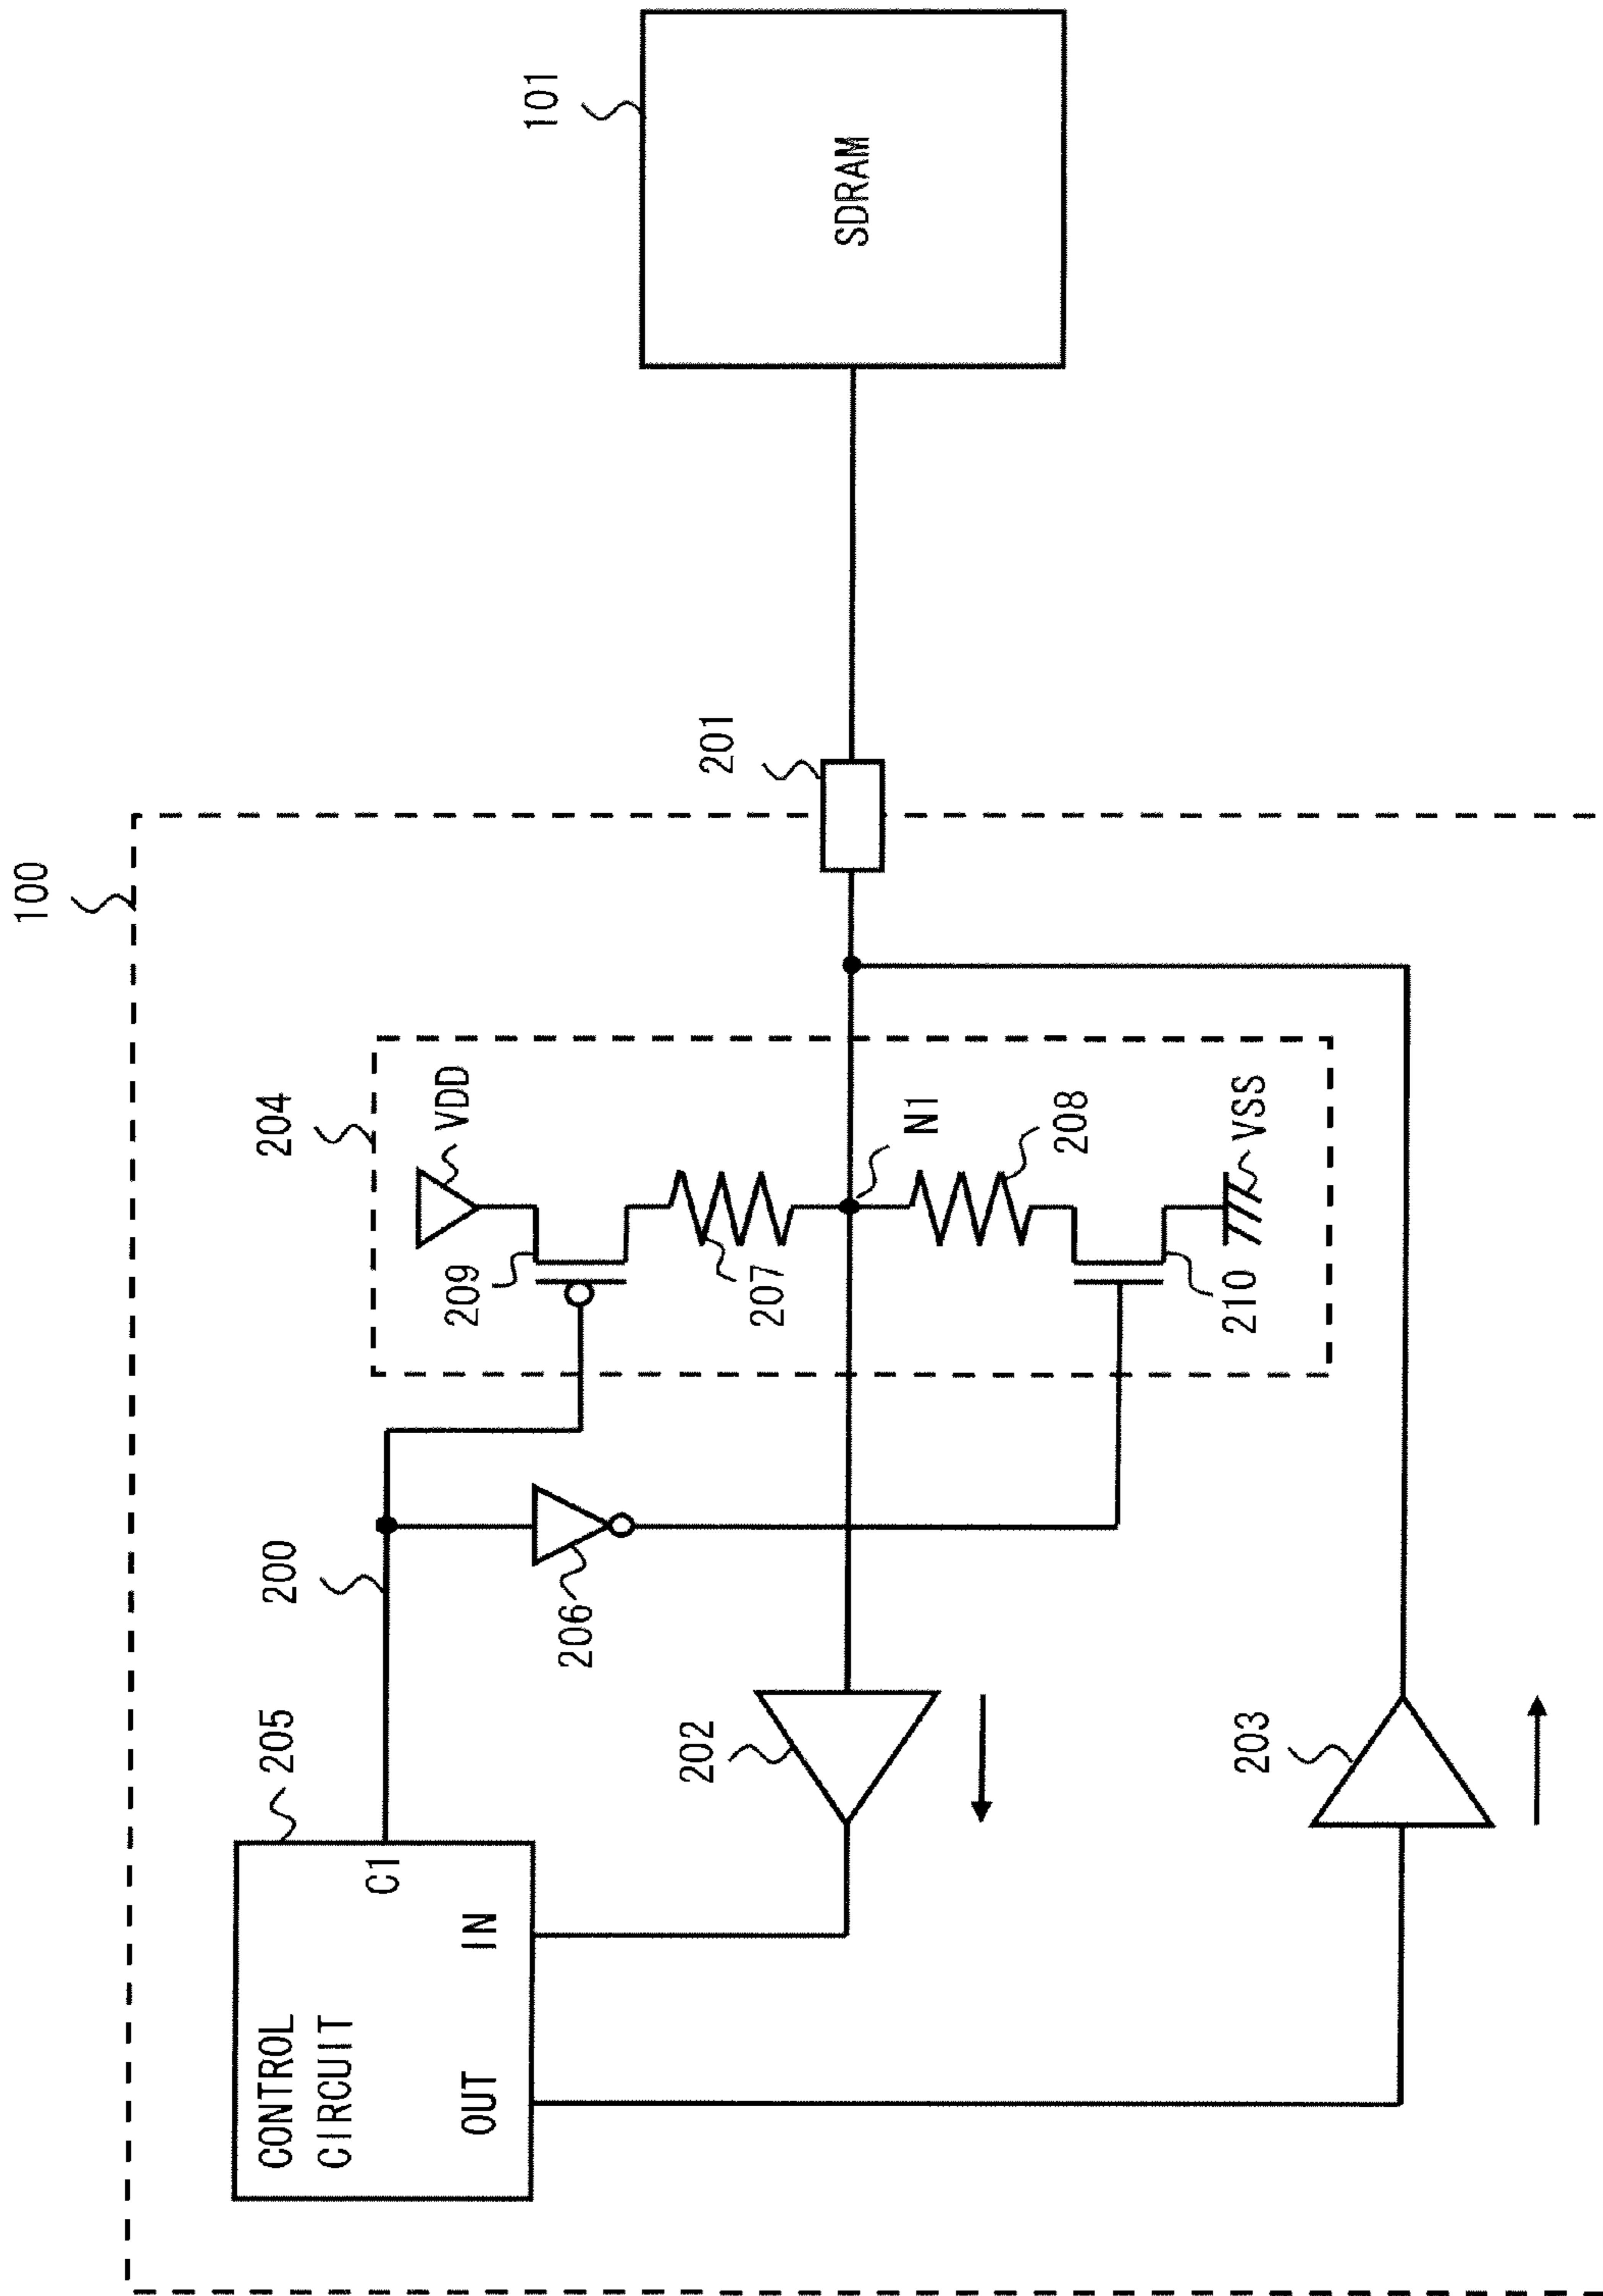 100
205
CONTROL
CIRCUIT
C1
IN
OUT
200
206
204
VDD
209
207
N1
208
210
VSS
202
203
201
101
SDRAM